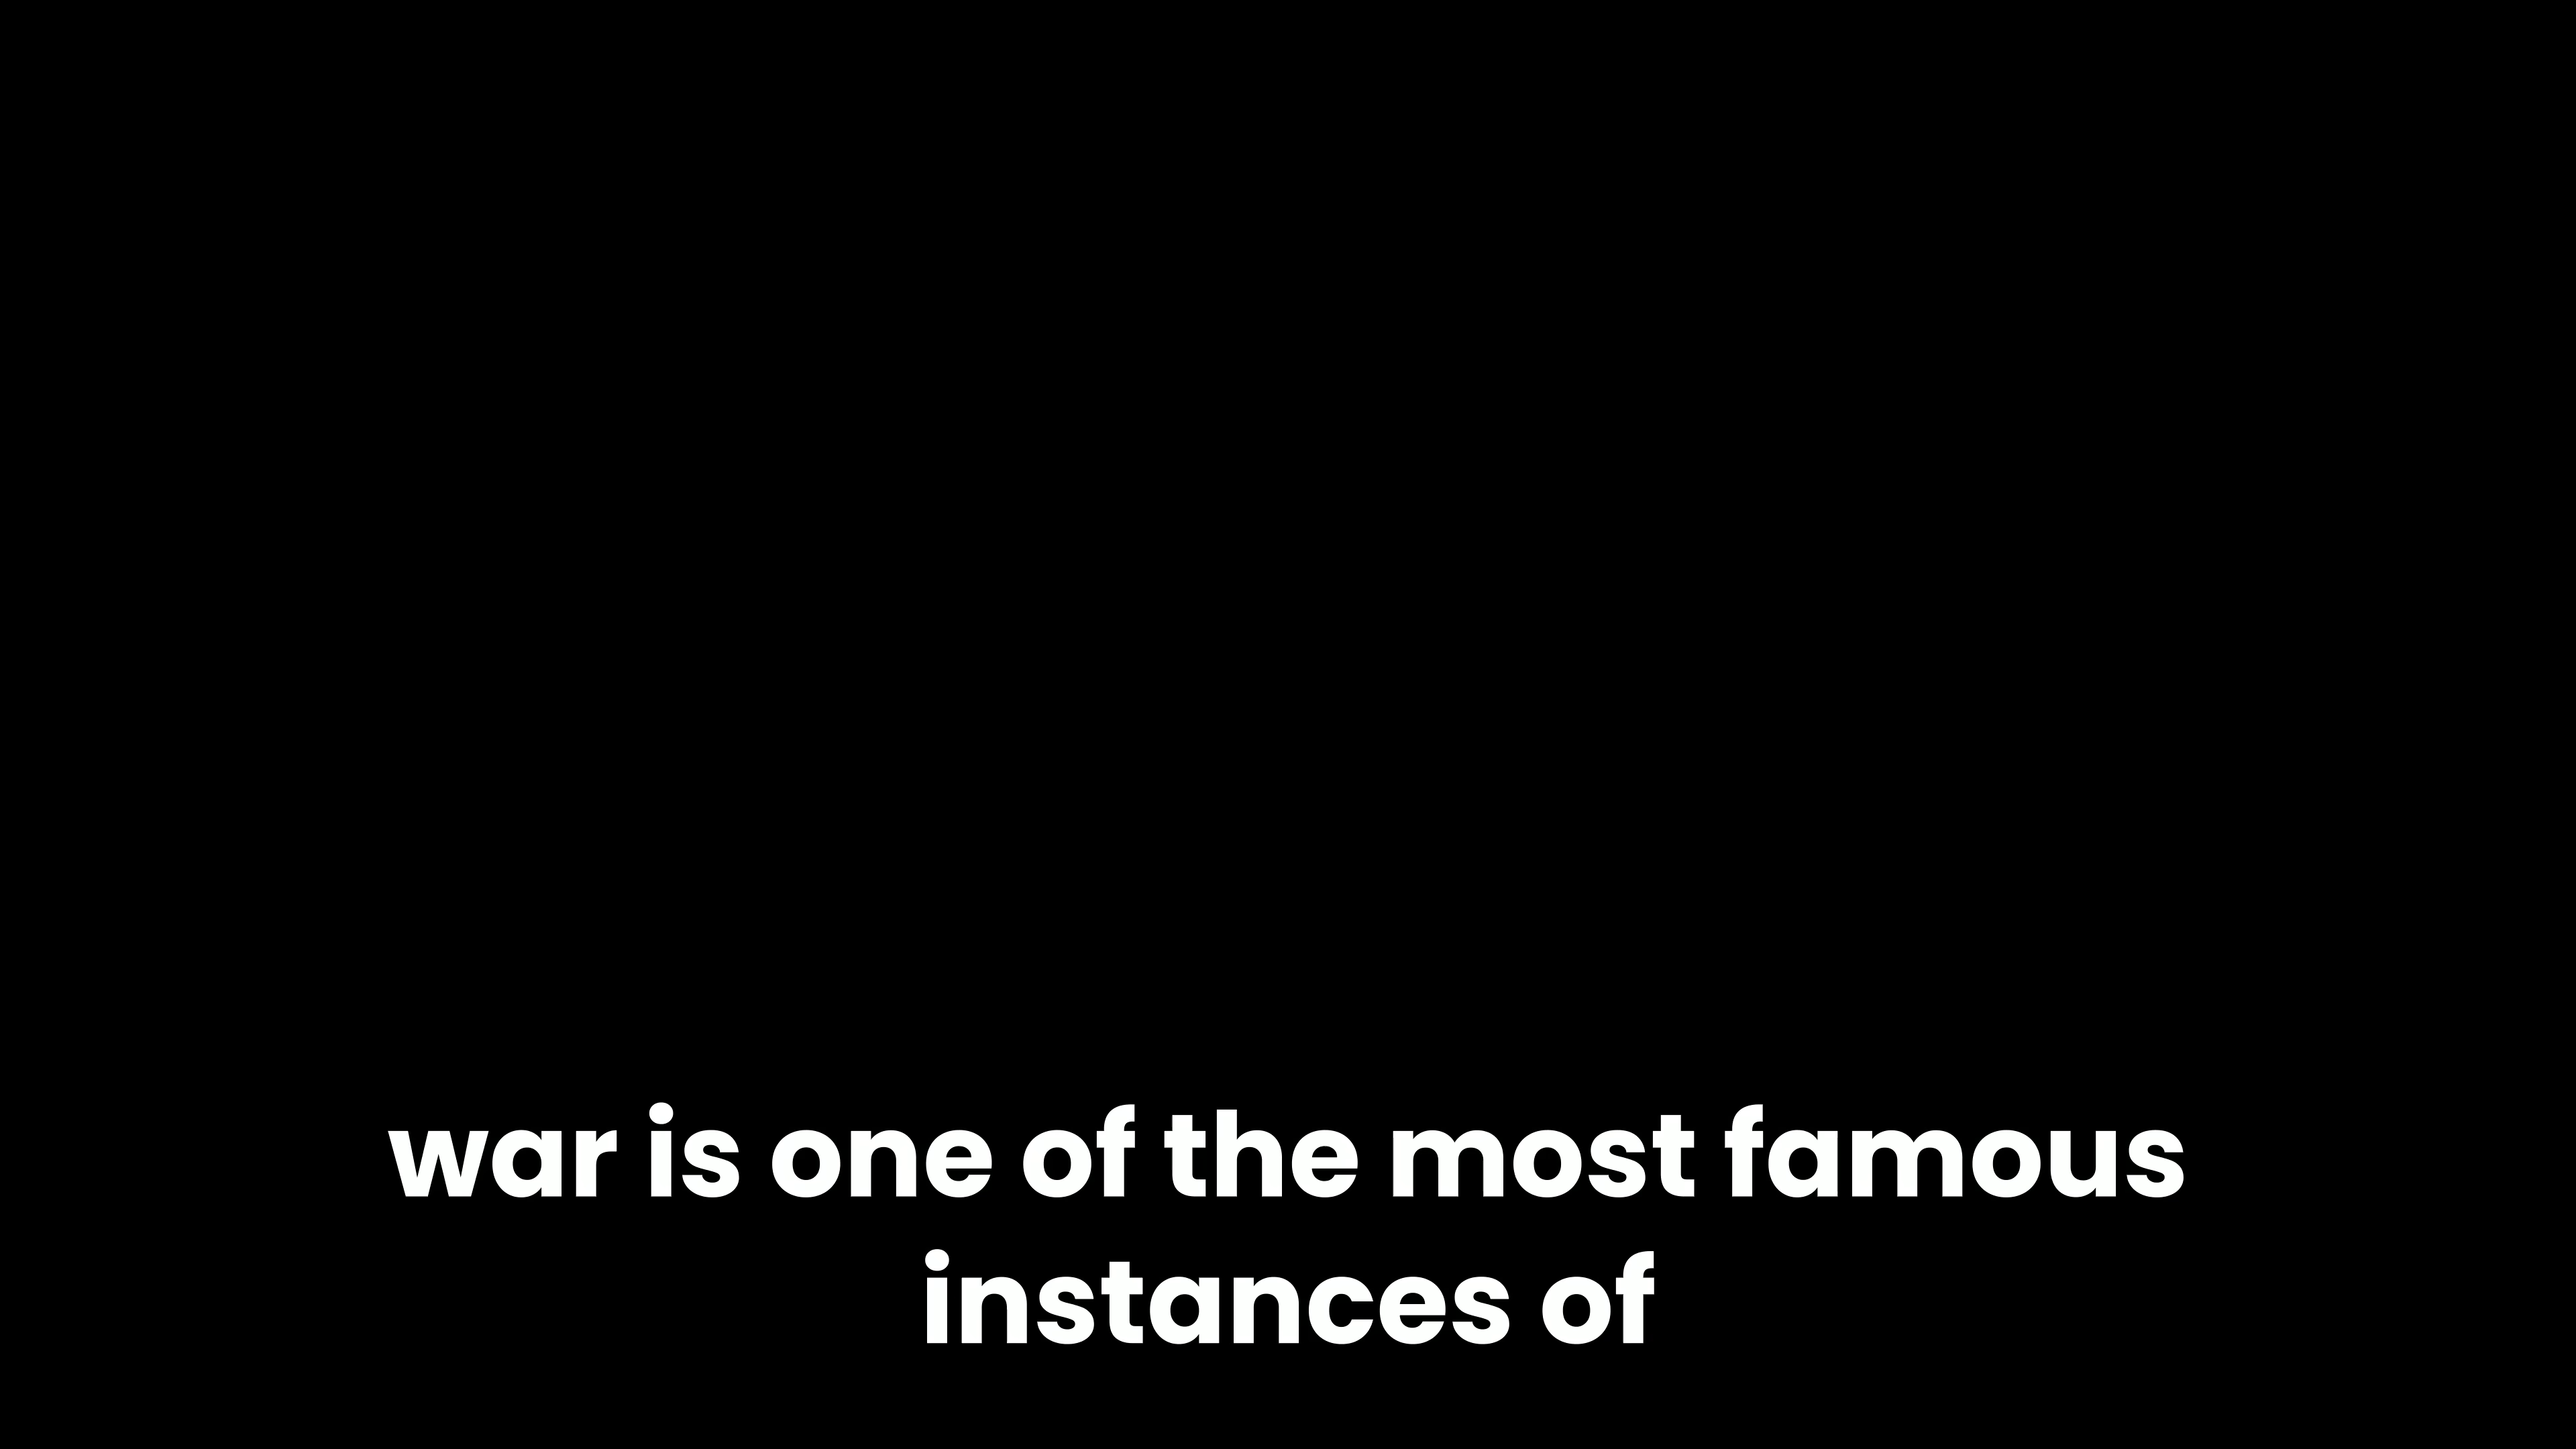 war is one of the most famous
instances of